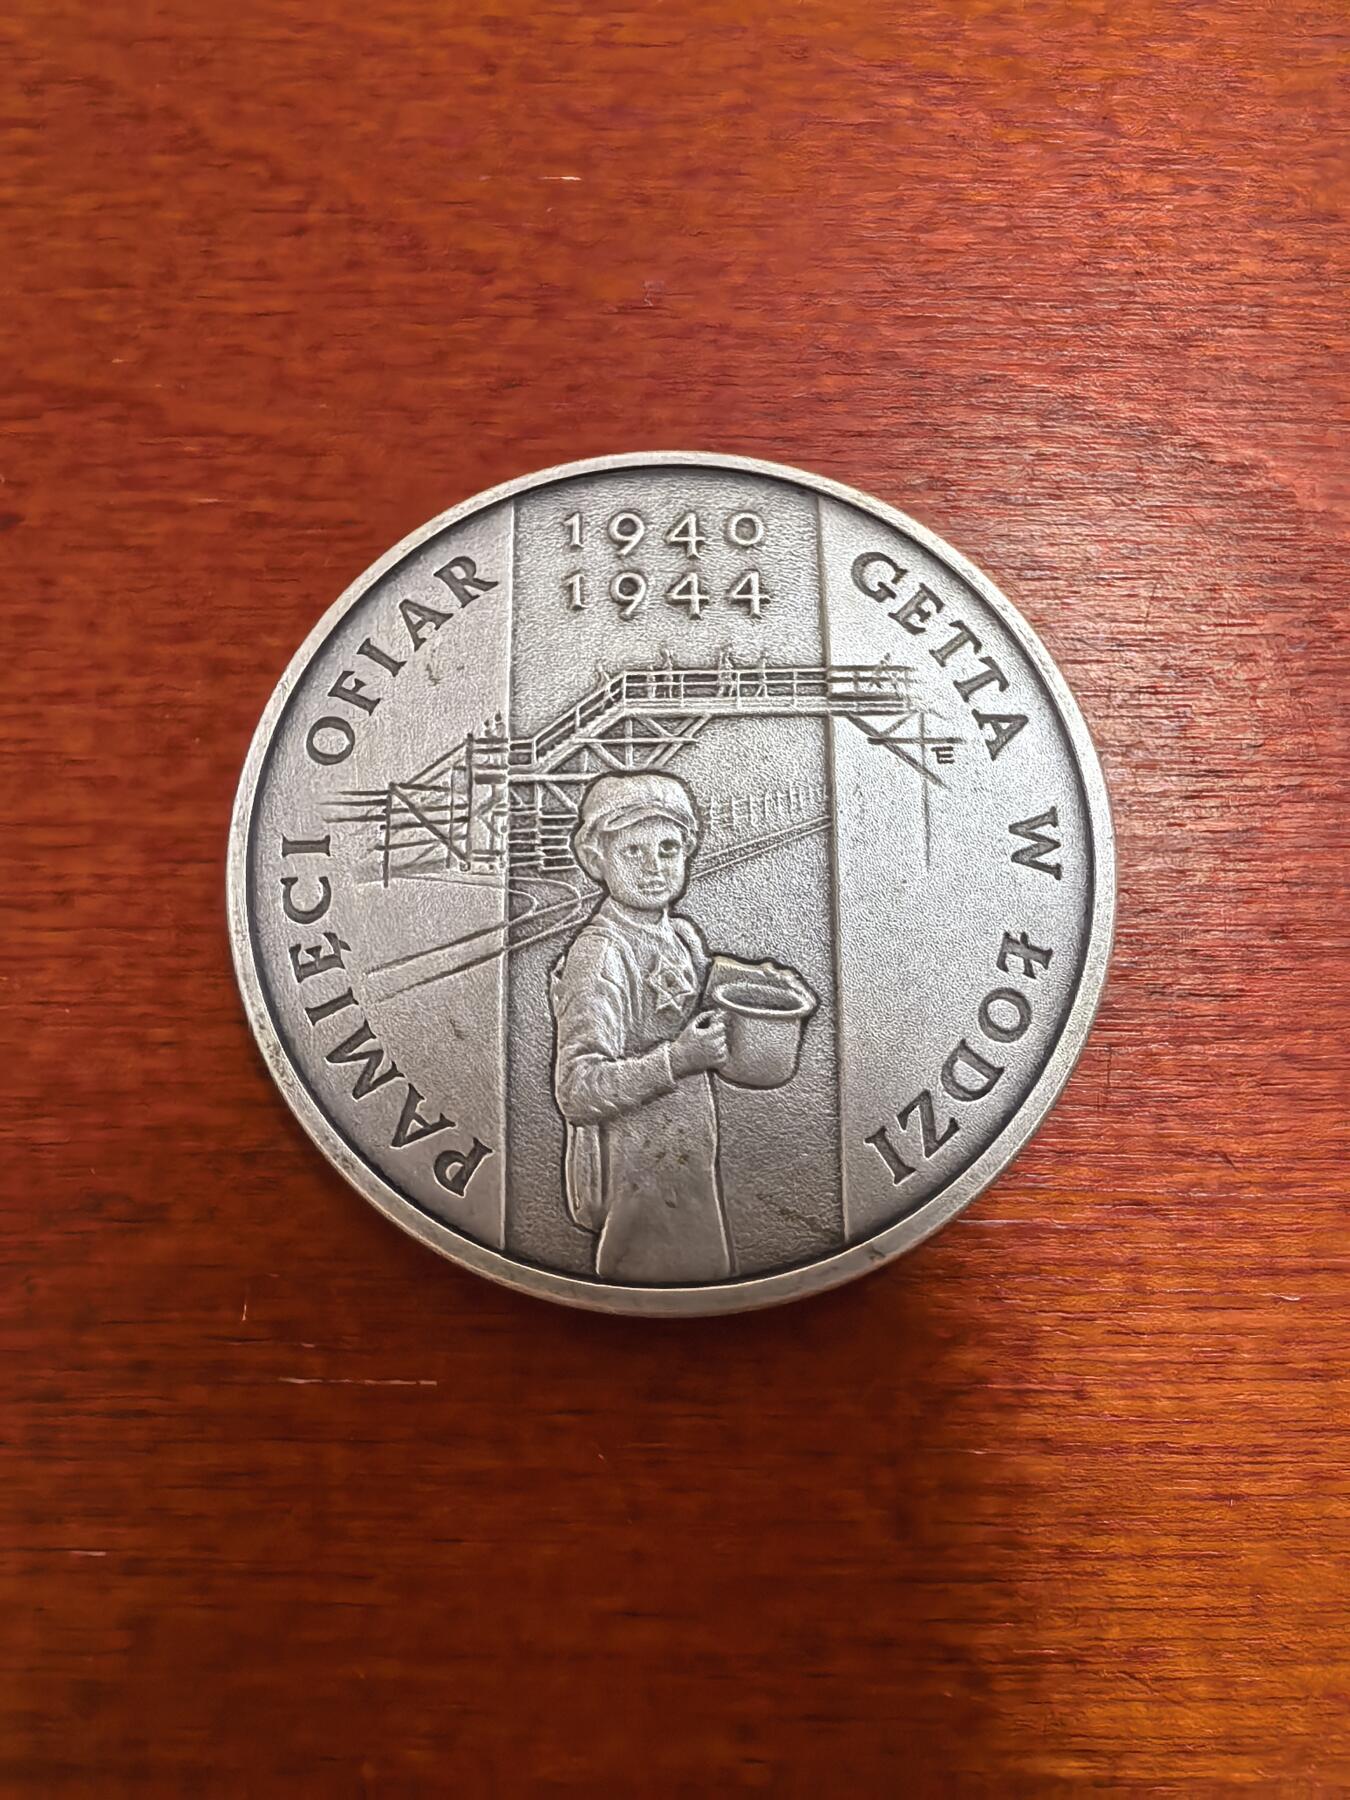 1940
1944
PAMIĘCI OFIAR
GETTA W ŁODZI